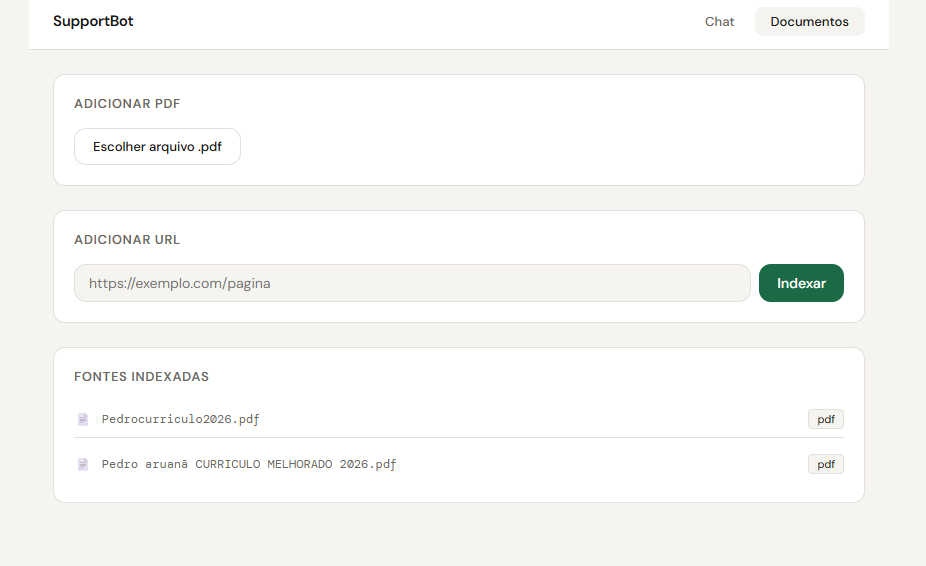 SupportBot Chat Documentos
ADICIONAR PDF
Escolher arquivo .pdf
ADICIONAR URL
https://exemplo.com/pagina Indexar
FONTES INDEXADAS
Pedrocurriculo2026.pdf pdf
Pedro aruanã CURRICULO MELHORADO 2026.pdf pdf